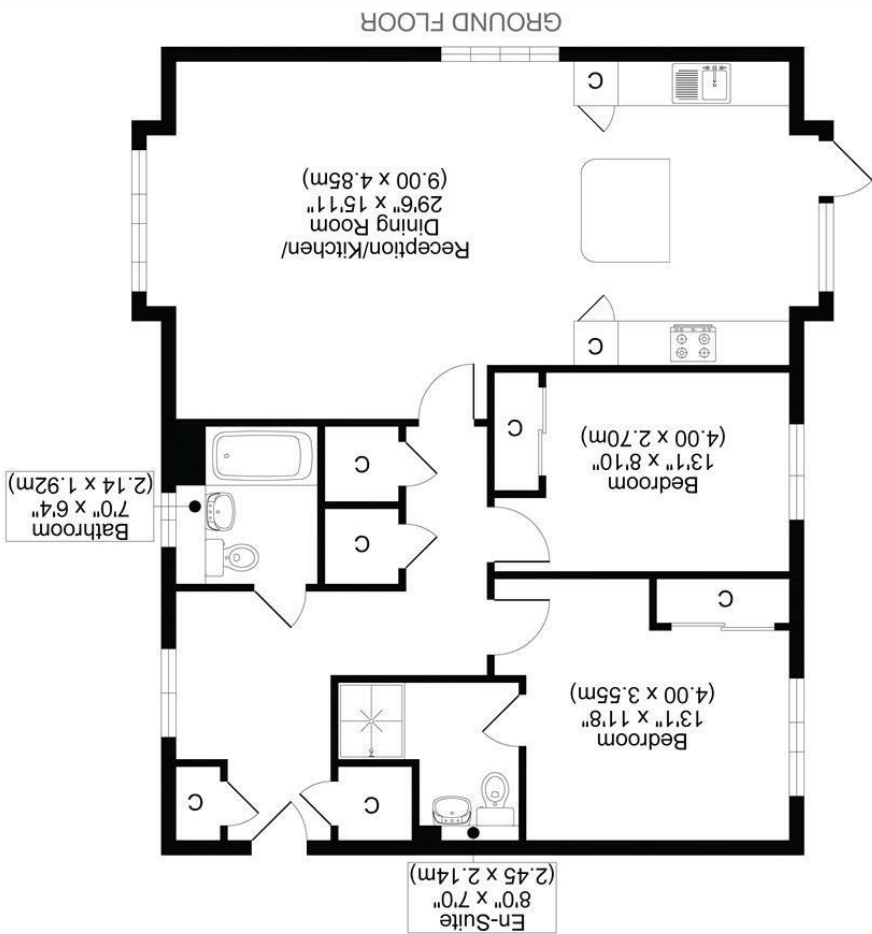 En-Suite
8'0" x 7'0"
(2.45 x 2.14m)
C
C
Bedroom
13'1" x 11'8"
(4.00 x 3.55m)
C
C
Bathroom
7'0" x 6'4"
(2.14 x 1.92m)
Bedroom
13'1" x 8'10"
(4.00 x 2.70m)
C
C
C
Reception/Kitchen/
Dining Room
29'6" x 15'11"
(9.00 x 4.85m)
C
GROUND FLOOR